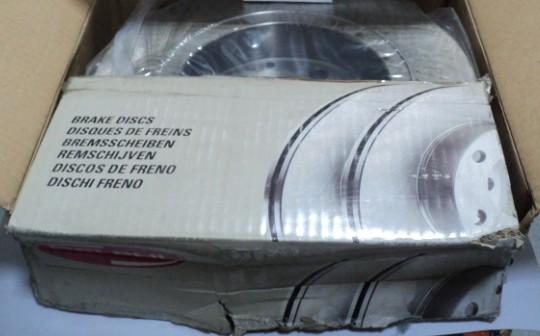 BRAKE DISCS
DISQUES DE FREINS
BREMSSCHEIBEN
REMSCHIJVEN
DISCOS DE FRENO
DISCHI FRENO